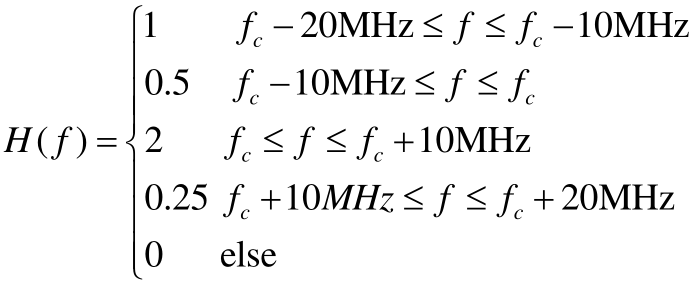 1 f_c − 20MHz ≤ f ≤ f_c −10MHz
0.5 f_c −10MHz ≤ f ≤ f_c
H(f) = 2 f_c ≤ f ≤ f_c +10MHz
0.25 f_c +10MHz ≤ f ≤ f_c + 20MHz
0 else